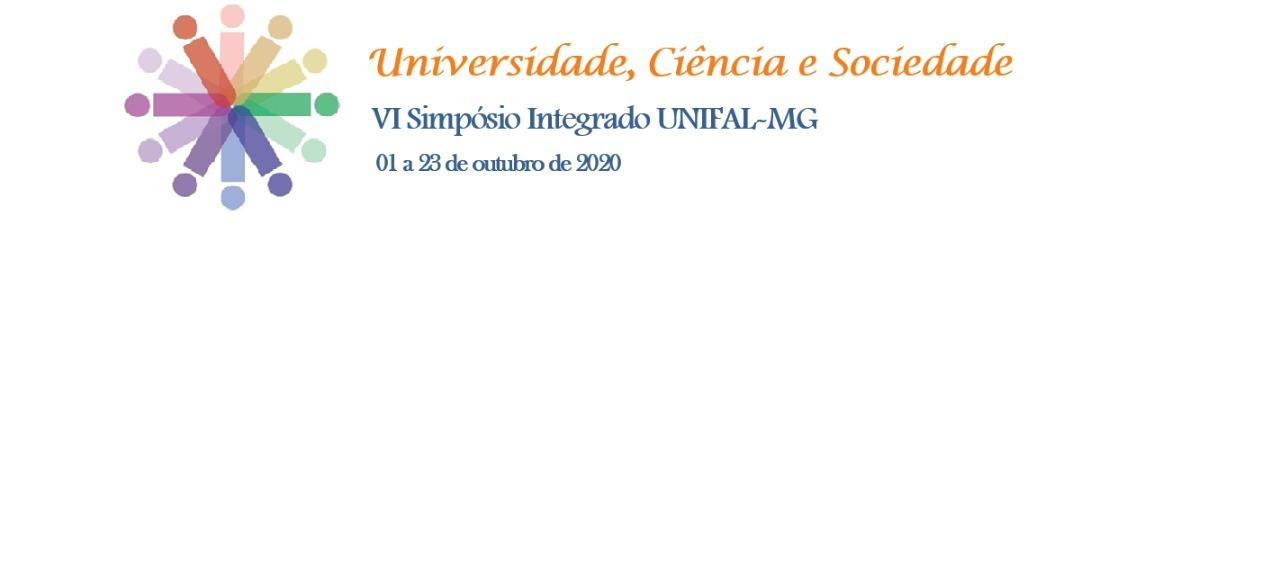 Universidade, Ciência e Sociedade
VI Simpósio Integrado UNIFAL-MG
01 a 23 de outubro de 2020